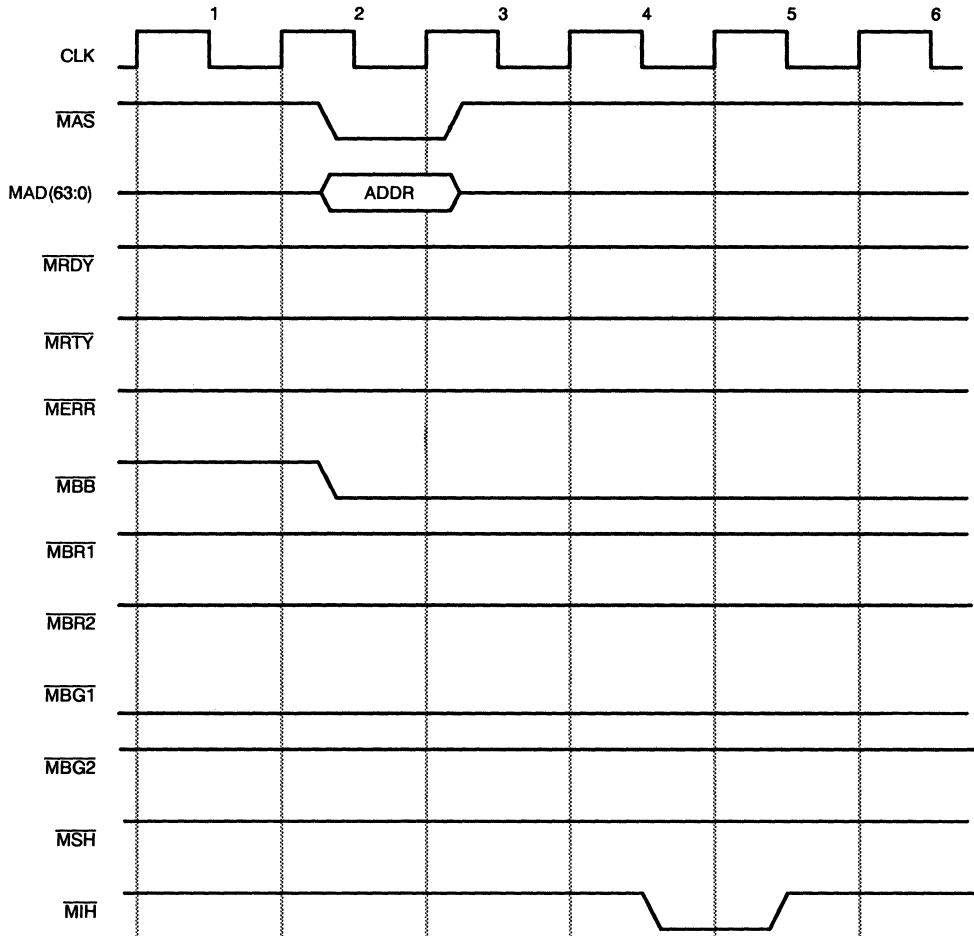 1 2 3 4 5 6
CLK
MAS
MAD(63:0)
ADDR
MRDY
MRTY
MERR
MBB
MBR1
MBR2
MBG1
MBG2
MSH
MIH